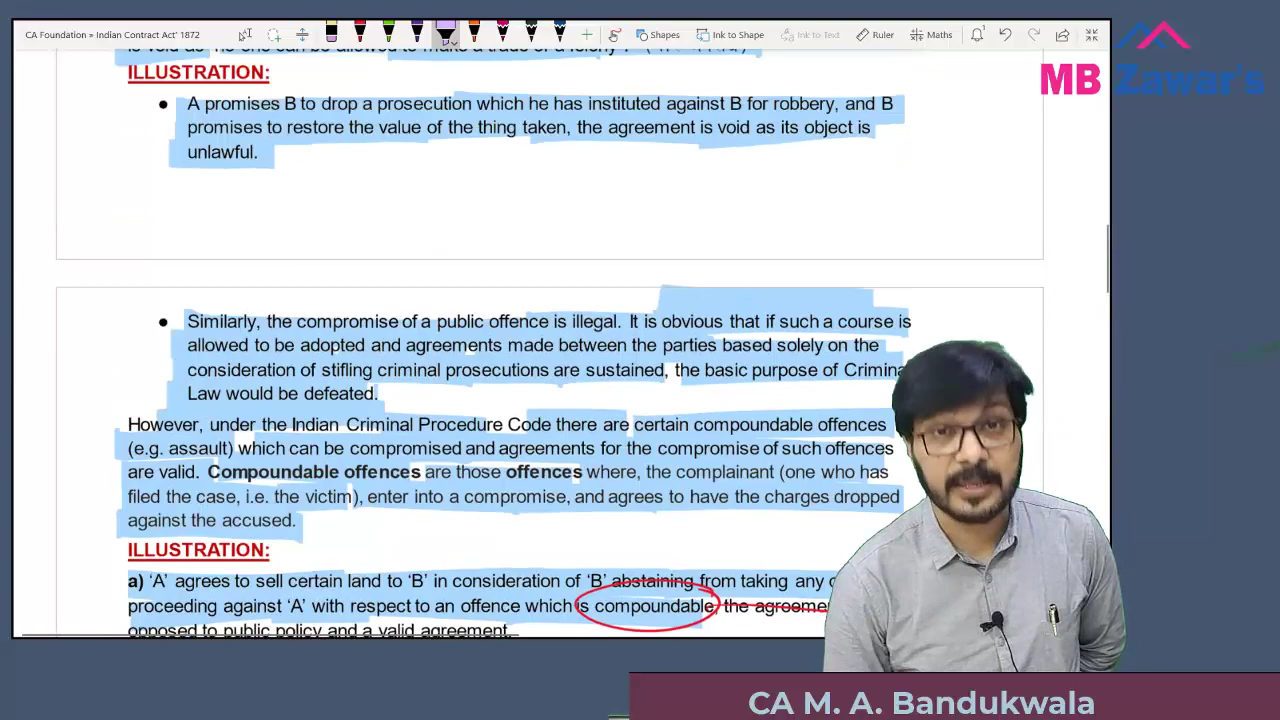 CA Foundation » Indian Contract Act' 1872
Shapes
Ink to Shape
Ink to Text
Ruler
Maths
MB Zawar's
ILLUSTRATION:
● A promises B to drop a prosecution which he has instituted against B for robbery, and B
promises to restore the value of the thing taken, the agreement is void as its object is
unlawful.
● Similarly, the compromise of a public offence is illegal. It is obvious that if such a course is
allowed to be adopted and agreements made between the parties based solely on the
consideration of stifling criminal prosecutions are sustained, the basic purpose of Crimina
Law would be defeated.
However, under the Indian Criminal Procedure Code there are certain compoundable offences
(e.g. assault) which can be compromised and agreements for the compromise of such offences
are valid. Compoundable offences are those offences where, the complainant (one who has
filed the case, i.e. the victim), enter into a compromise, and agrees to have the charges dropped
against the accused.
ILLUSTRATION:
a) ‘A’ agrees to sell certain land to ‘B’ in consideration of ‘B’ abstaining from taking any
proceeding against ‘A’ with respect to an offence which is compoundable, the
opposed to public policy and a valid agreement.
CA M. A. Bandukwala